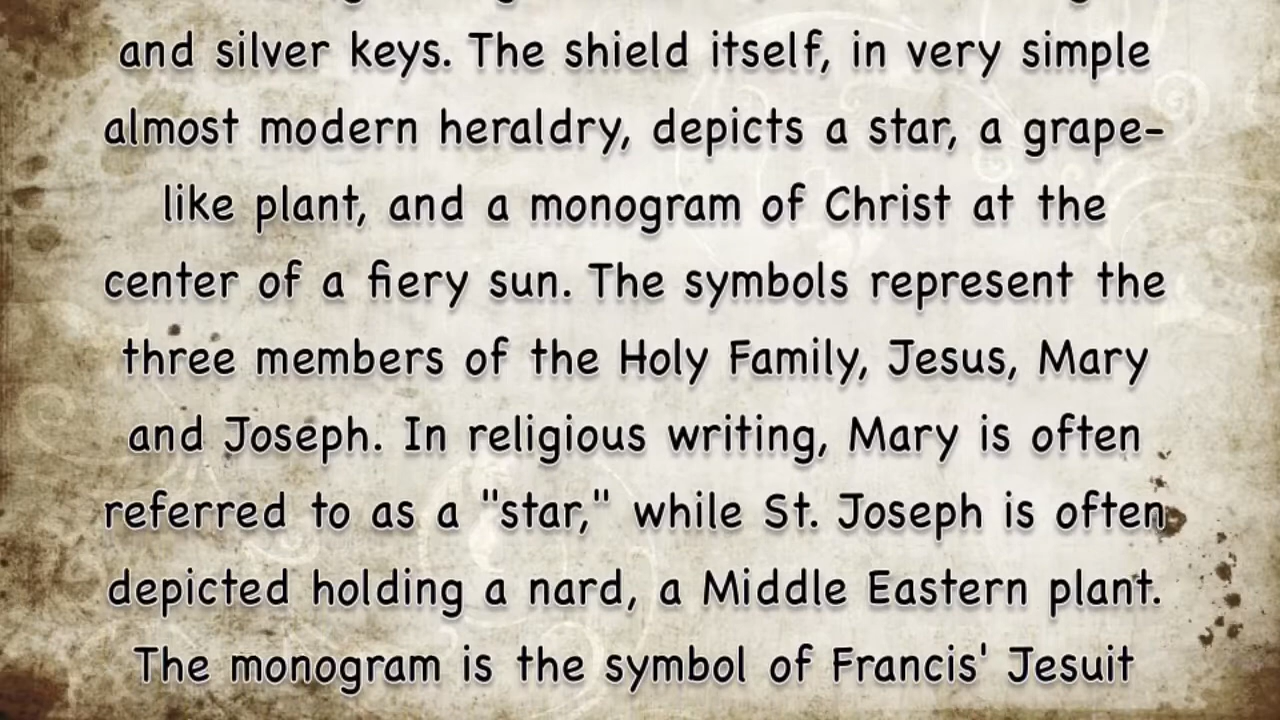 and silver keys. The shield itself, in very simple
almost modern heraldry, depicts a star, a grape-
like plant, and a monogram of Christ at the
center of a fiery sun. The symbols represent the
three members of the Holy Family, Jesus, Mary
and Joseph. In religious writing, Mary is often
referred to as a "star," while St. Joseph is often
depicted holding a nard, a Middle Eastern plant.
The monogram is the symbol of Francis' Jesuit